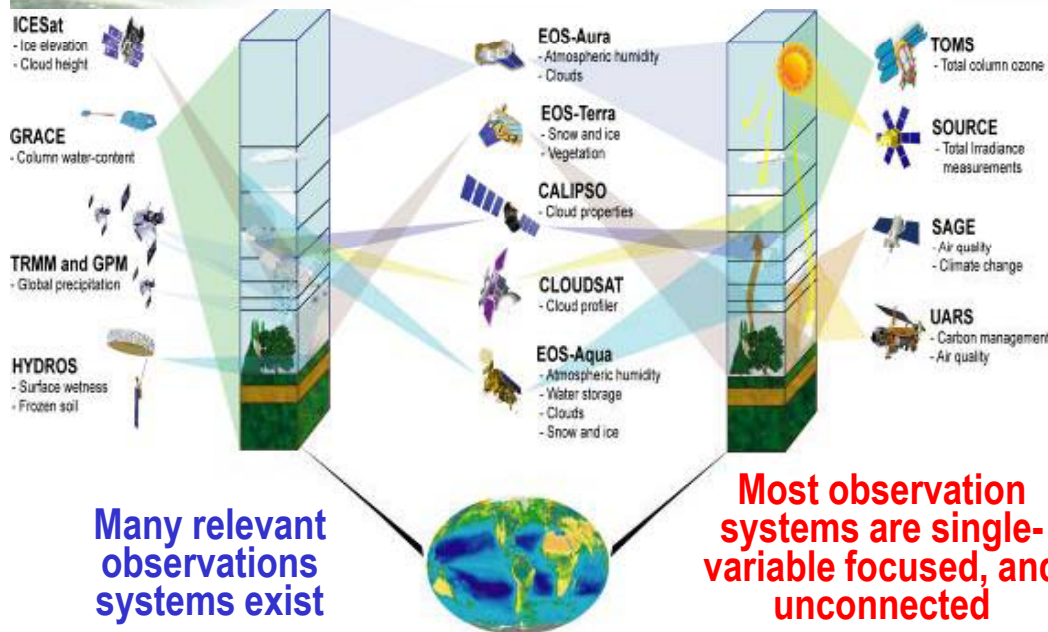 ICESat
- Ice elevation
- Cloud height
GRACE
- Column water-content
TRMM and GPM
- Global precipitation
HYDROS
- Surface wetness
- Frozen soil
EOS-Aura
- Atmospheric humidity
- Clouds
EOS-Terra
- Snow and ice
- Vegetation
CALIPSO
- Cloud properties
CLOUDSAT
- Cloud profiler
EOS-Aqua
- Atmospheric humidity
- Water storage
- Clouds
- Snow and ice
TOMS
- Total column ozone
SOURCE
- Total Irradiance
measurements
SAGE
- Air quality
- Climate change
UARS
- Carbon management
- Air quality
Many relevant
observations
systems exist
Most observation
systems are single-
variable focused, and
unconnected